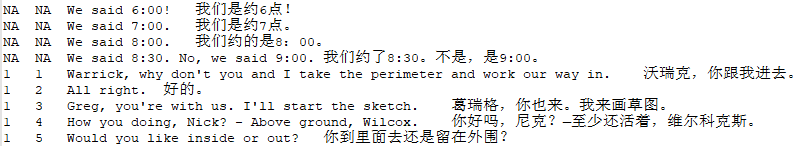 NA NA We said 6:00! 我们是约6点！
NA NA We said 7:00. 我们是约7点。
NA NA We said 8:00. 我们约的是8：00。
NA NA We said 8:30. No, we said 9:00. 我们约了8:30。不是，是9:00。
1 1 Warrick, why don't you and I take the perimeter and work our way in. 沃瑞克，你跟我进去。
1 2 All right. 好的。
1 3 Greg, you're with us. I'll start the sketch. 葛瑞格，你也来。我来画草图。
1 4 How you doing, Nick? - Above ground, Wilcox. 你好吗，尼克？—至少还活着，维尔科克斯。
1 5 Would you like inside or out? 你到里面去还是留在外围？